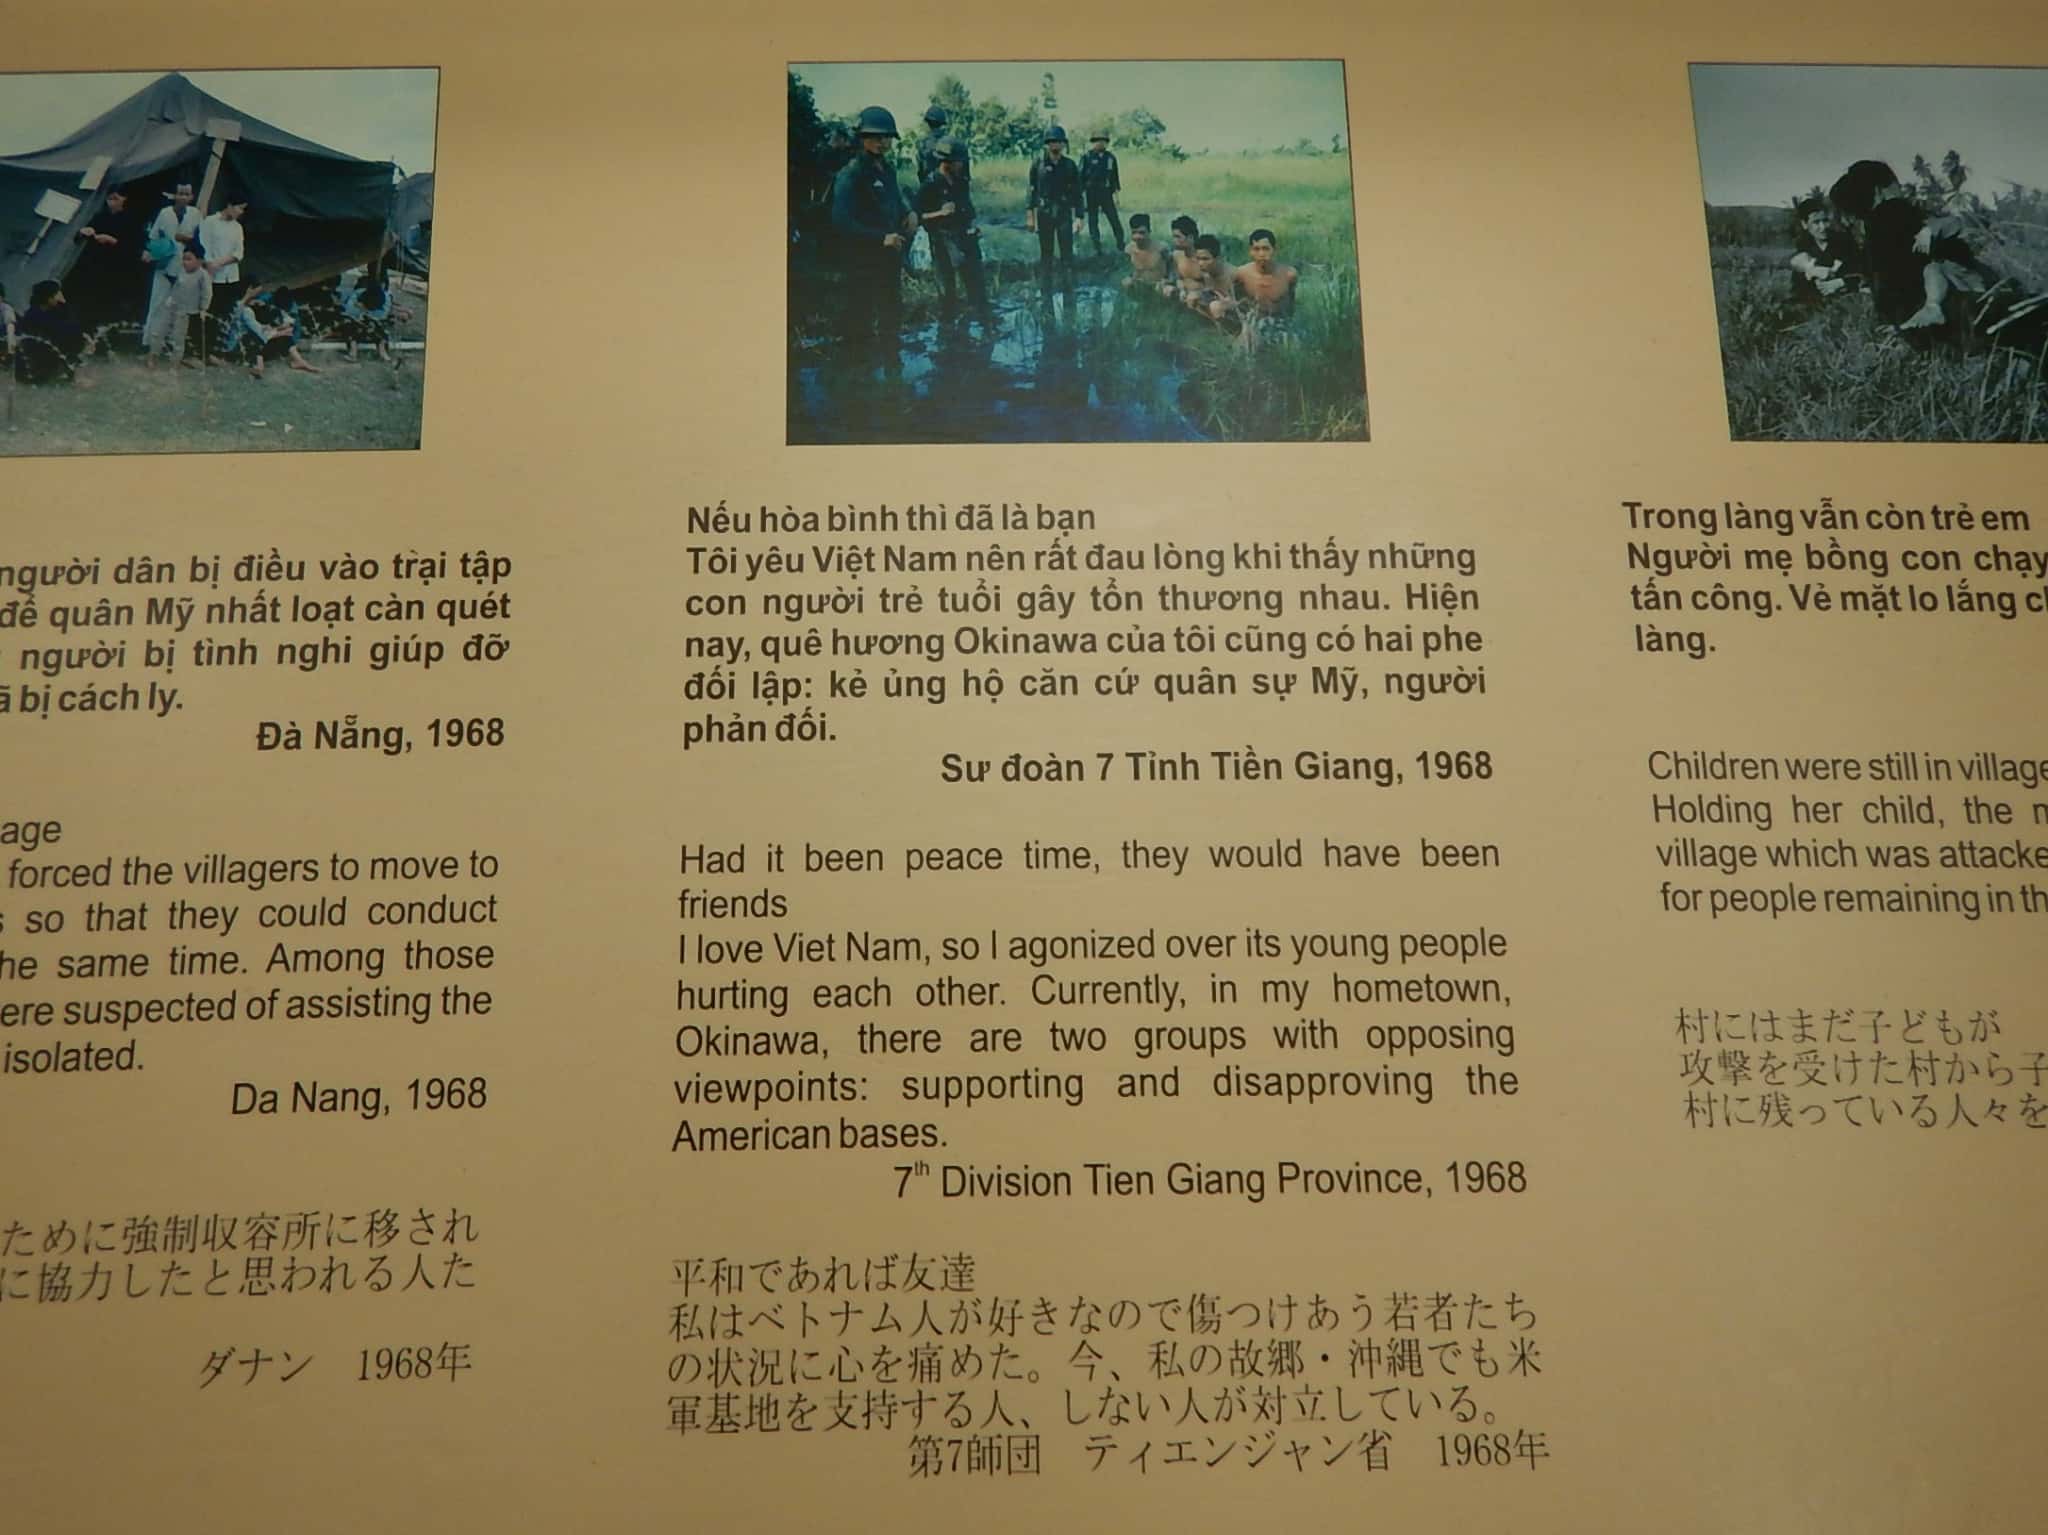 người dân bị điều vào trại tập
để quân Mỹ nhất loạt càn quét
người bị tình nghi giúp đỡ
bị cách ly.
Đà Nẵng, 1968
forced the villagers to move to
so that they could conduct
same time. Among those
suspected of assisting the
isolated.
Da Nang, 1968
ために強制収容所に移され
に協力したと思われる人た
ダナン 1968年
Nếu hòa bình thì đã là bạn
Tôi yêu Việt Nam nên rất đau lòng khi thấy những
con người trẻ tuổi gây tổn thương nhau. Hiện
nay, quê hương Okinawa của tôi cũng có hai phe
đối lập: kẻ ủng hộ căn cứ quân sự Mỹ, người
phản đối.
Sư đoàn 7 Tỉnh Tiền Giang, 1968
Had it been peace time, they would have been
friends
I love Viet Nam, so I agonized over its young people
hurting each other. Currently, in my hometown,
Okinawa, there are two groups with opposing
viewpoints: supporting and disapproving the
American bases.
7th Division Tien Giang Province, 1968
平和であれば友達
私はベトナム人が好きなので傷つけあう若者たち
の状況に心を痛めた。今、私の故郷・沖縄でも米
軍基地を支持する人、しない人が対立している。
第7師団 ティエンジャン省 1968年
Trong làng vẫn còn trẻ em
Người mẹ bồng con chạy
tấn công. Vẻ mặt lo lắng
làng.
Children were still in village
Holding her child, the
village which was
for people remaining in
村にはまだ子どもが
攻撃を受けた村から子
村に残っている人々を